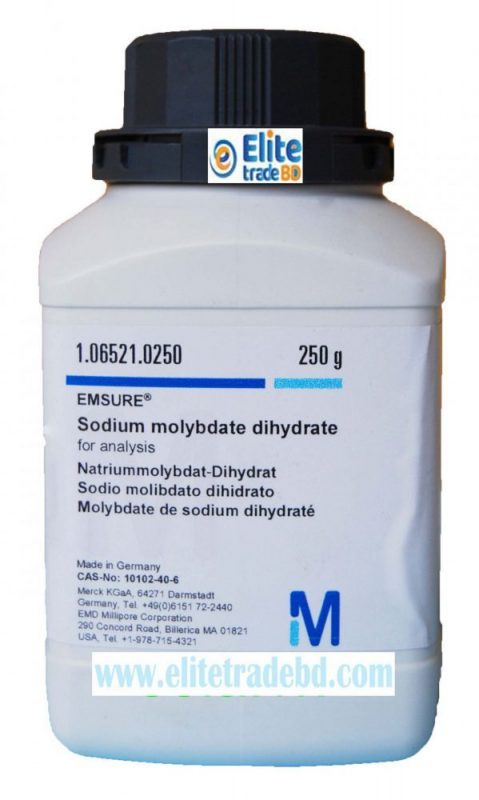 Elite
trade BD
1.06521.0250 250 g
EMSURE®
Sodium molybdate dihydrate
for analysis
Natriummolybdat-Dihydrat
Sodio molibdato dihidrato
Molybdate de sodium dihydraté
Made in Germany
CAS-No: 10102-40-6
Merck KGaA, 64271 Darmstadt
Germany, Tel. +49(0)6151 72-2440
EMD Millipore Corporation
290 Concord Road, Billerica MA 01821
USA, Tel. +1-978-715-4321
M
www.elitetradebd.com